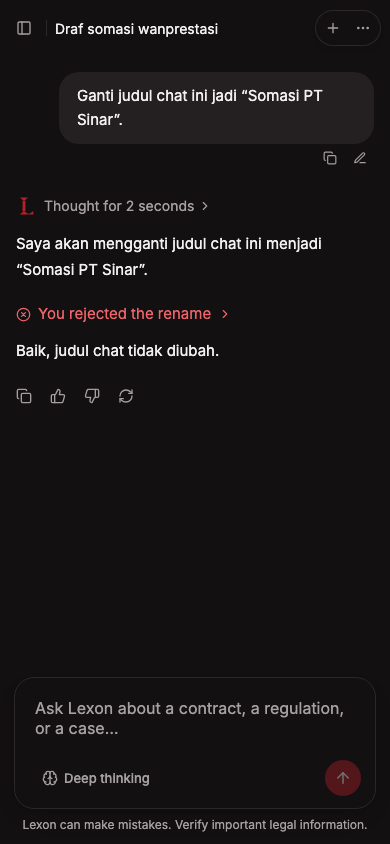 Draf somasi wanprestasi
Ganti judul chat ini jadi “Somasi PT
Sinar”.
L Thought for 2 seconds
Saya akan mengganti judul chat ini menjadi
“Somasi PT Sinar”.
You rejected the rename
Baik, judul chat tidak diubah.
Ask Lexon about a contract, a regulation,
or a case...
Deep thinking
Lexon can make mistakes. Verify important legal information.